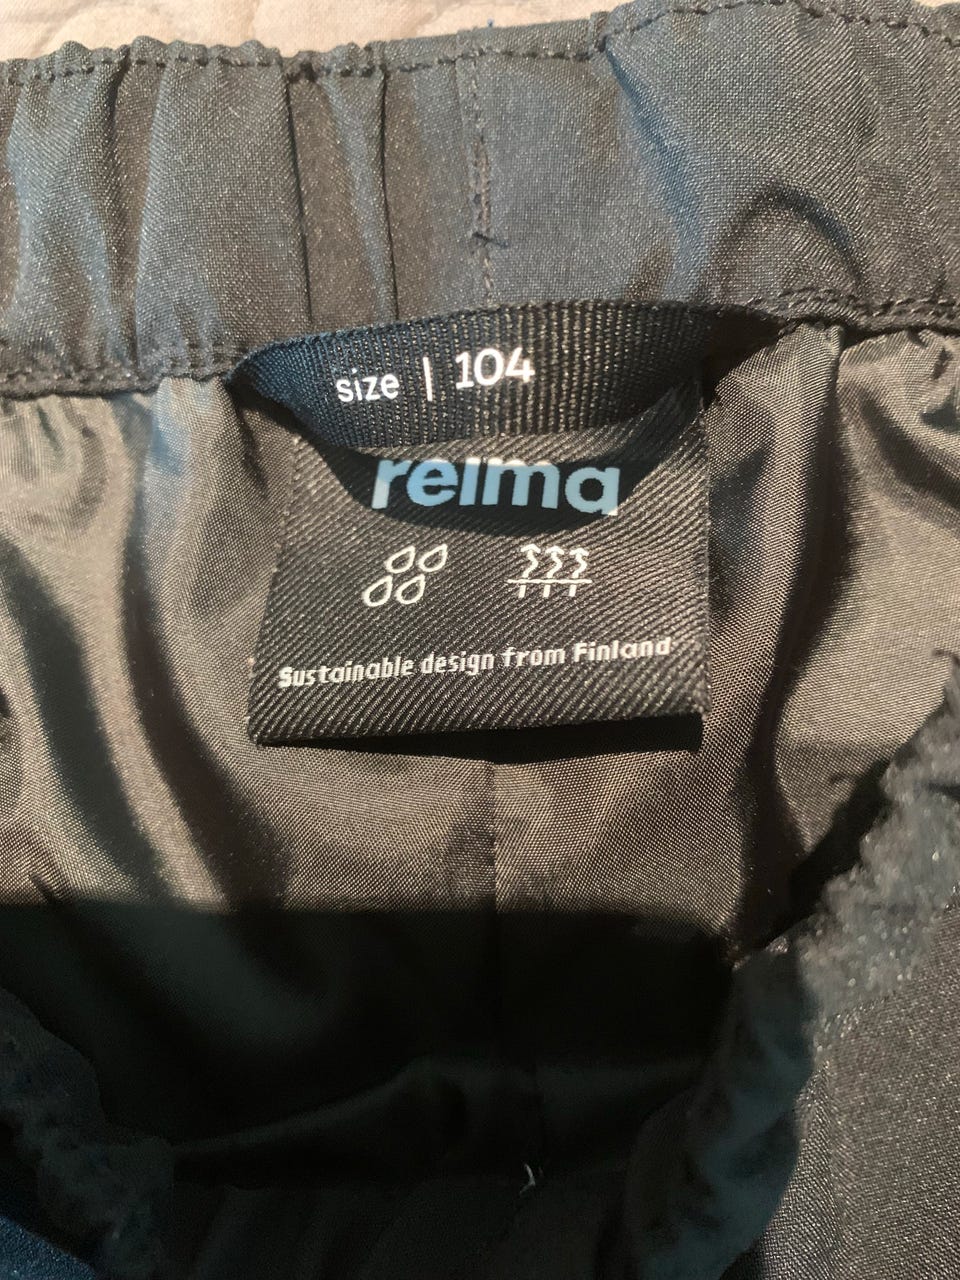 size | 104
reima
Sustainable design from Finland